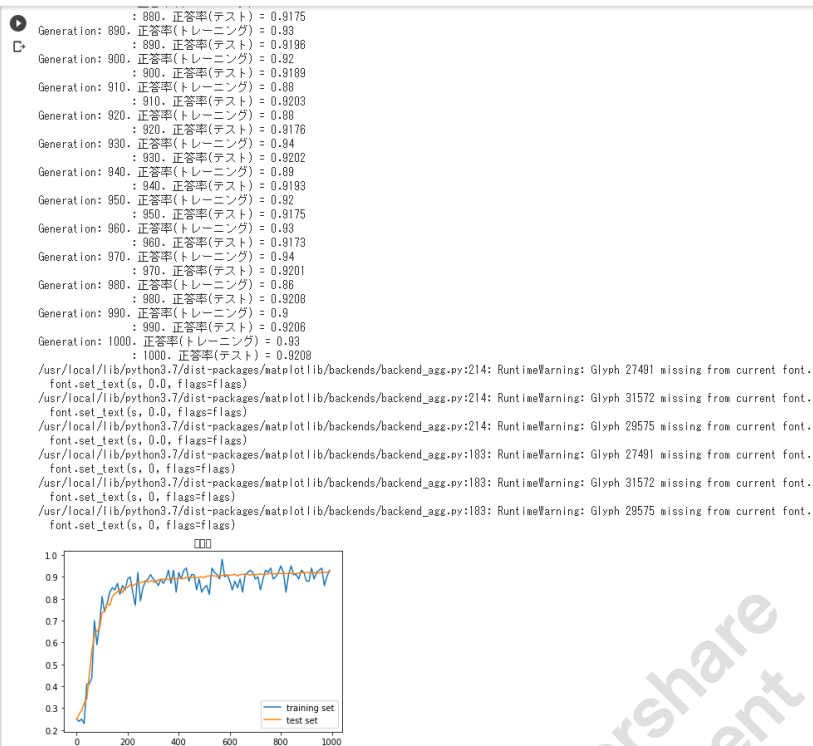 : 880. 正答率(テスト) = 0.9175
Generation: 890. 正答率(トレーニング) = 0.93
: 890. 正答率(テスト) = 0.9196
Generation: 900. 正答率(トレーニング) = 0.92
: 900. 正答率(テスト) = 0.9189
Generation: 910. 正答率(トレーニング) = 0.88
: 910. 正答率(テスト) = 0.9203
Generation: 920. 正答率(トレーニング) = 0.88
: 920. 正答率(テスト) = 0.9176
Generation: 930. 正答率(トレーニング) = 0.94
: 930. 正答率(テスト) = 0.9202
Generation: 940. 正答率(トレーニング) = 0.89
: 940. 正答率(テスト) = 0.9193
Generation: 950. 正答率(トレーニング) = 0.92
: 950. 正答率(テスト) = 0.9175
Generation: 960. 正答率(トレーニング) = 0.93
: 960. 正答率(テスト) = 0.9173
Generation: 970. 正答率(トレーニング) = 0.94
: 970. 正答率(テスト) = 0.9201
Generation: 980. 正答率(トレーニング) = 0.86
: 980. 正答率(テスト) = 0.9208
Generation: 990. 正答率(トレーニング) = 0.9
: 990. 正答率(テスト) = 0.9206
Generation: 1000. 正答率(トレーニング) = 0.93
: 1000. 正答率(テスト) = 0.9208
/usr/local/lib/python3.7/dist-packages/matplotlib/backends/backend_agg.py:214: RuntimeWarning: Glyph 27491 missing from current font.
font.set_text(s, 0.0, flags=flags)
/usr/local/lib/python3.7/dist-packages/matplotlib/backends/backend_agg.py:214: RuntimeWarning: Glyph 31572 missing from current font.
font.set_text(s, 0.0, flags=flags)
/usr/local/lib/python3.7/dist-packages/matplotlib/backends/backend_agg.py:214: RuntimeWarning: Glyph 29575 missing from current font.
font.set_text(s, 0.0, flags=flags)
/usr/local/lib/python3.7/dist-packages/matplotlib/backends/backend_agg.py:183: RuntimeWarning: Glyph 27491 missing from current font.
font.set_text(s, 0, flags=flags)
/usr/local/lib/python3.7/dist-packages/matplotlib/backends/backend_agg.py:183: RuntimeWarning: Glyph 31572 missing from current font.
font.set_text(s, 0, flags=flags)
/usr/local/lib/python3.7/dist-packages/matplotlib/backends/backend_agg.py:183: RuntimeWarning: Glyph 29575 missing from current font.
font.set_text(s, 0, flags=flags)
□□□
1.0
0.9
0.8
0.7
0.6
0.5
0.4
0.3
0.2
training set
test set
0 200 400 600 800 1000